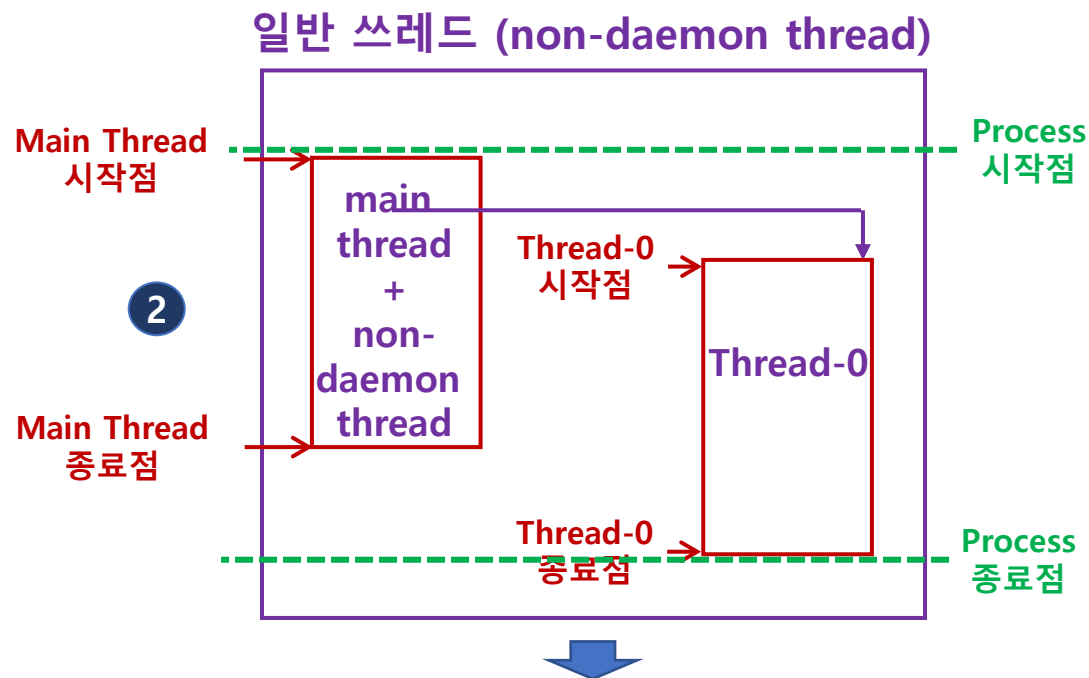 일반 쓰레드 (non-daemon thread)
Main Thread
시작점
Process
시작점
main
thread
+
non-
daemon
thread
Thread-0
시작점
2
Thread-0
Main Thread
종료점
Thread-0
종료점
Process
종료점